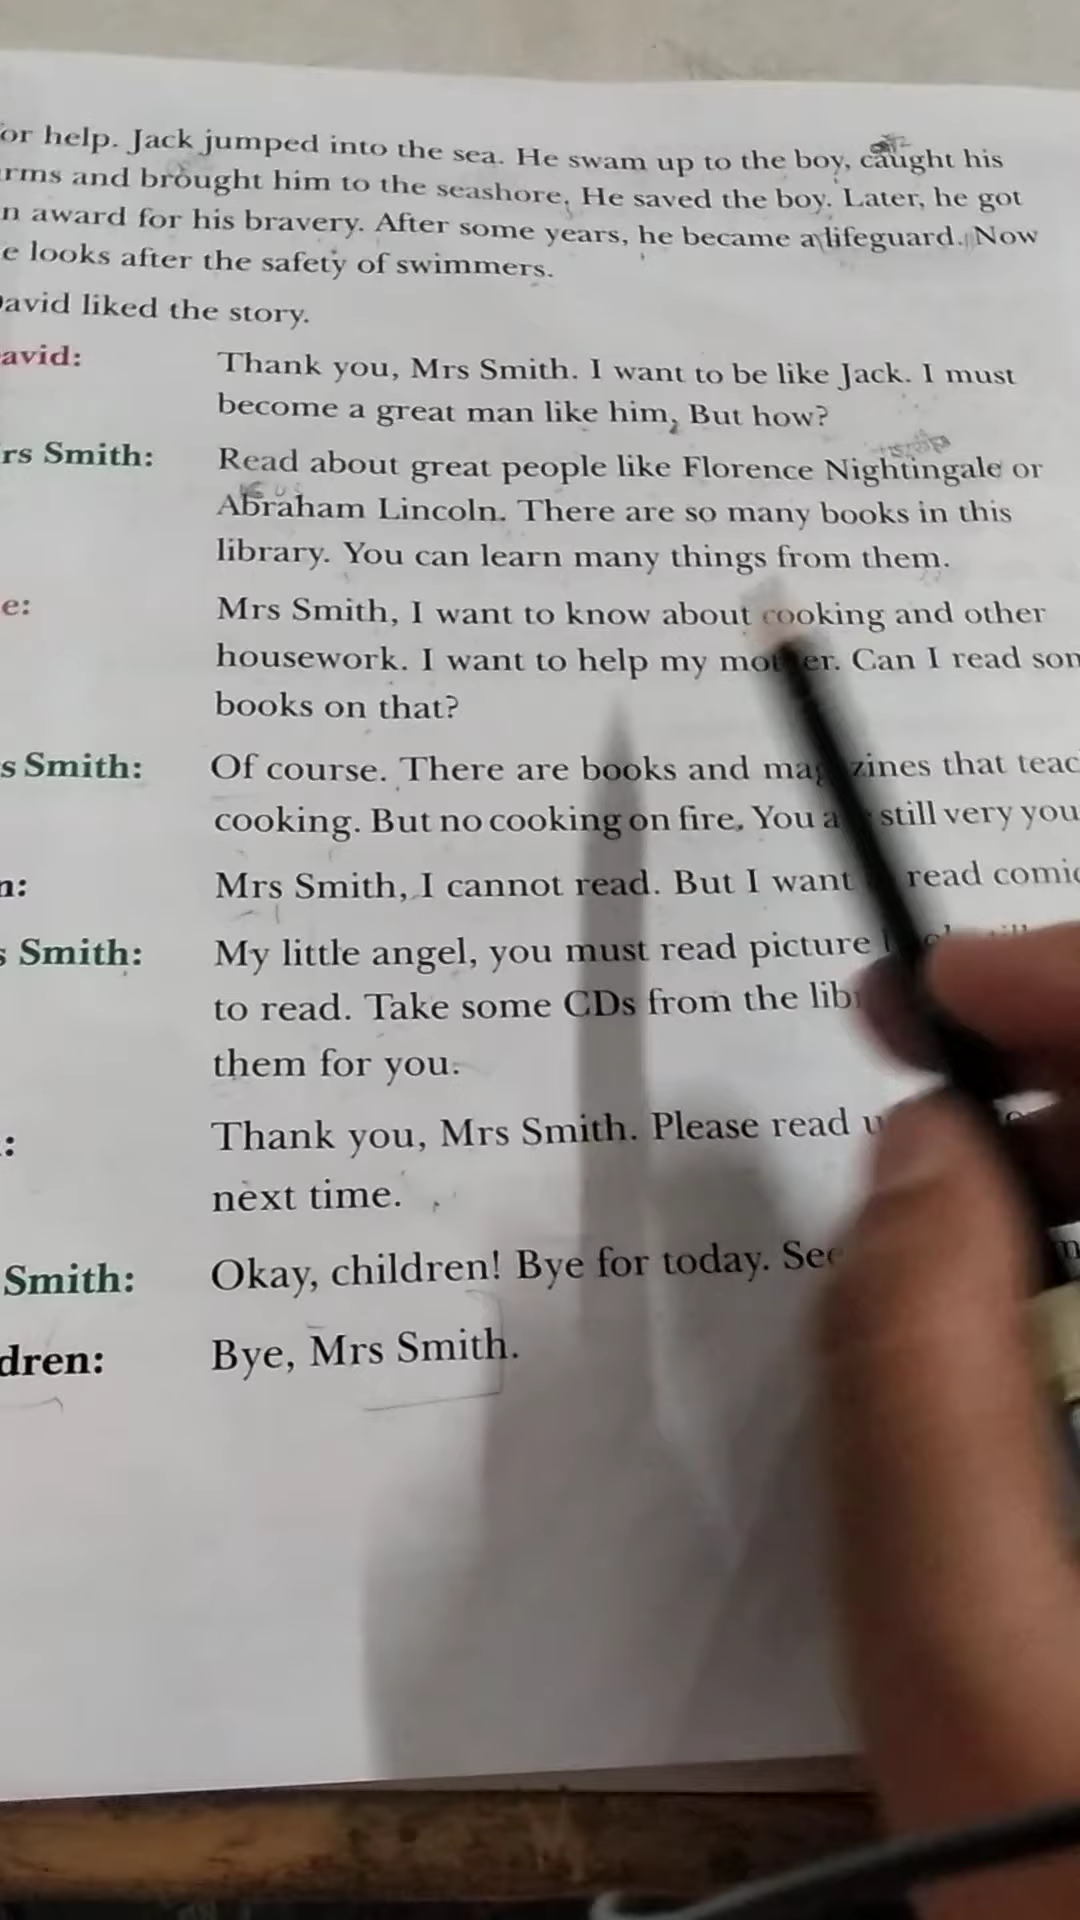 or help. Jack jumped into the sea. He swam up to the boy, caught his
rms and brought him to the seashore. He saved the boy. Later, he got
n award for his bravery. After some years, he became a lifeguard. Now
e looks after the safety of swimmers.
avid liked the story.
avid: Thank you, Mrs Smith. I want to be like Jack. I must
become a great man like him, But how?
rs Smith: Read about great people like Florence Nightingale or
Abraham Lincoln. There are so many books in this
library. You can learn many things from them.
e: Mrs Smith, I want to know about cooking and other
housework. I want to help my mother. Can I read som
books on that?
s Smith: Of course. There are books and magazines that teac
cooking. But no cooking on fire. You a still very you
n: Mrs Smith, I cannot read. But I want read comic
s Smith: My little angel, you must read picture
to read. Take some CDs from the lib
them for you.
: Thank you, Mrs Smith. Please read u
next time.
Smith: Okay, children! Bye for today. See
dren: Bye, Mrs Smith.